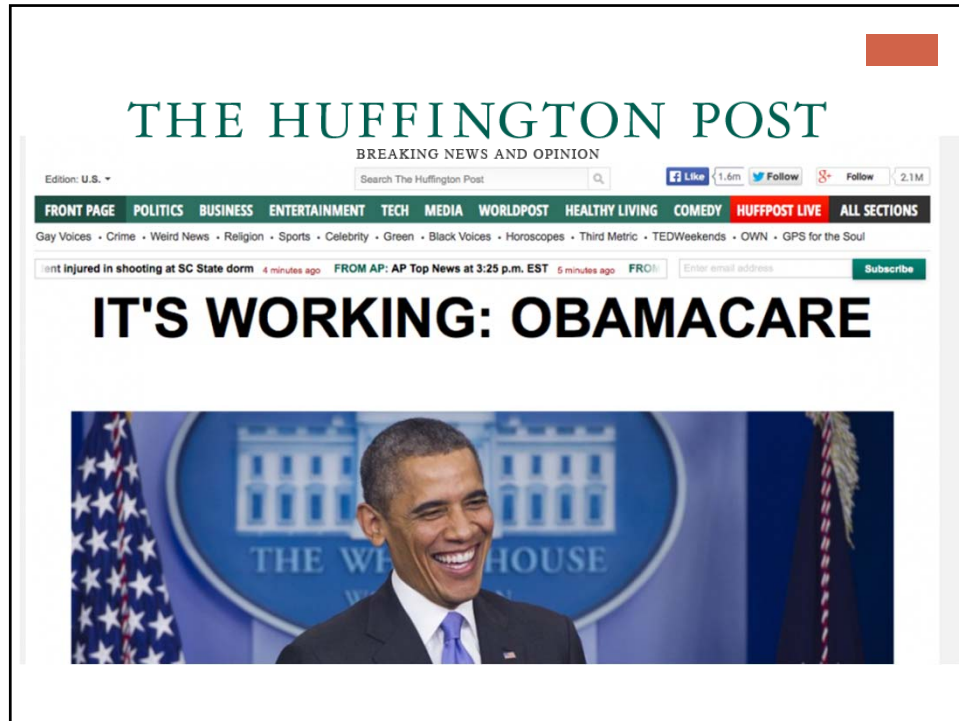 THE HUFFINGTON POST
BREAKING NEWS AND OPINION
Edition: U.S.
Search The Huffington Post
Like 1.6m Follow Follow 2.1M
FRONT PAGE POLITICS BUSINESS ENTERTAINMENT TECH MEDIA WORLDPOST HEALTHY LIVING COMEDY HUFFPOST LIVE ALL SECTIONS
Gay Voices • Crime • Weird News • Religion • Sports • Celebrity • Green • Black Voices • Horoscopes • Third Metric • TEDWeekends • OWN • GPS for the Soul
injured in shooting at SC State dorm 4 minutes ago FROM AP: AP Top News at 3:25 p.m. EST 5 minutes ago Enter email address Subscribe
IT'S WORKING: OBAMACARE
THE HOUSE